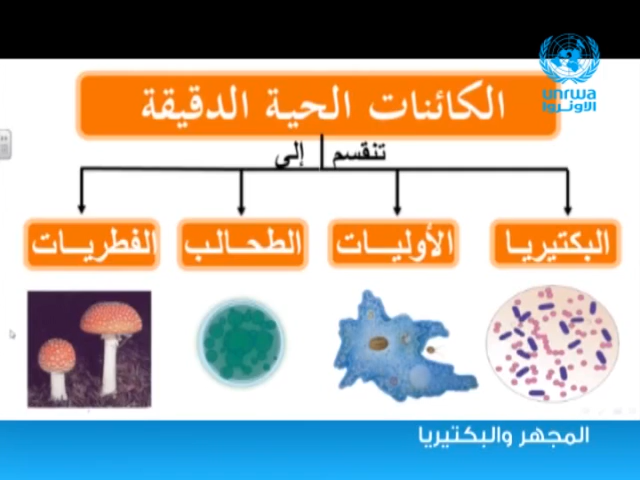 unrwa
الأونروا
الكائنات الحية الدقيقة
تنقسم إلى
البكتيريا
الأوليات
الطحالب
الفطريات
المجهر والبكتيريا